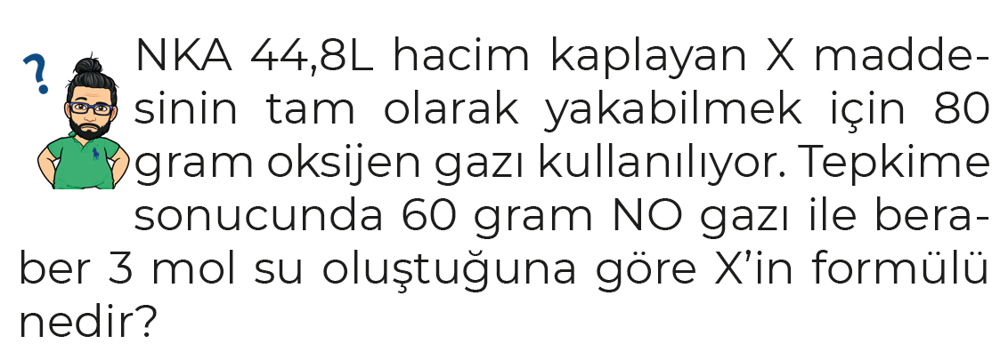 ?
NKA 44,8L hacim kaplayan X madde-
sinin tam olarak yakabilmek için 80
gram oksijen gazı kullanılıyor. Tepkime
sonucunda 60 gram NO gazı ile bera-
ber 3 mol su oluştuğuna göre X’in formülü
nedir?